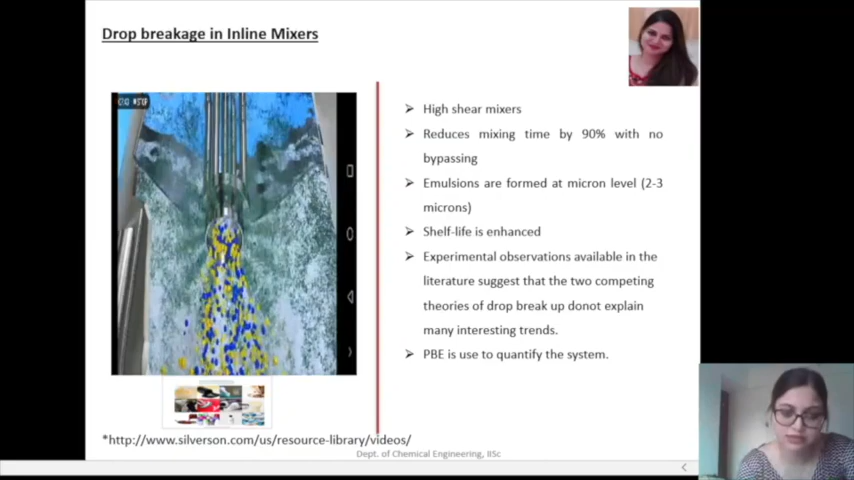 Drop breakage in Inline Mixers
➢ High shear mixers
➢ Reduces mixing time by 90% with no
bypassing
➢ Emulsions are formed at micron level (2-3
microns)
➢ Shelf-life is enhanced
➢ Experimental observations available in the
literature suggest that the two competing
theories of drop break up donot explain
many interesting trends.
➢ PBE is use to quantify the system.
*http://www.silverson.com/us/resource-library/videos/
Dept. of Chemical Engineering, IISc